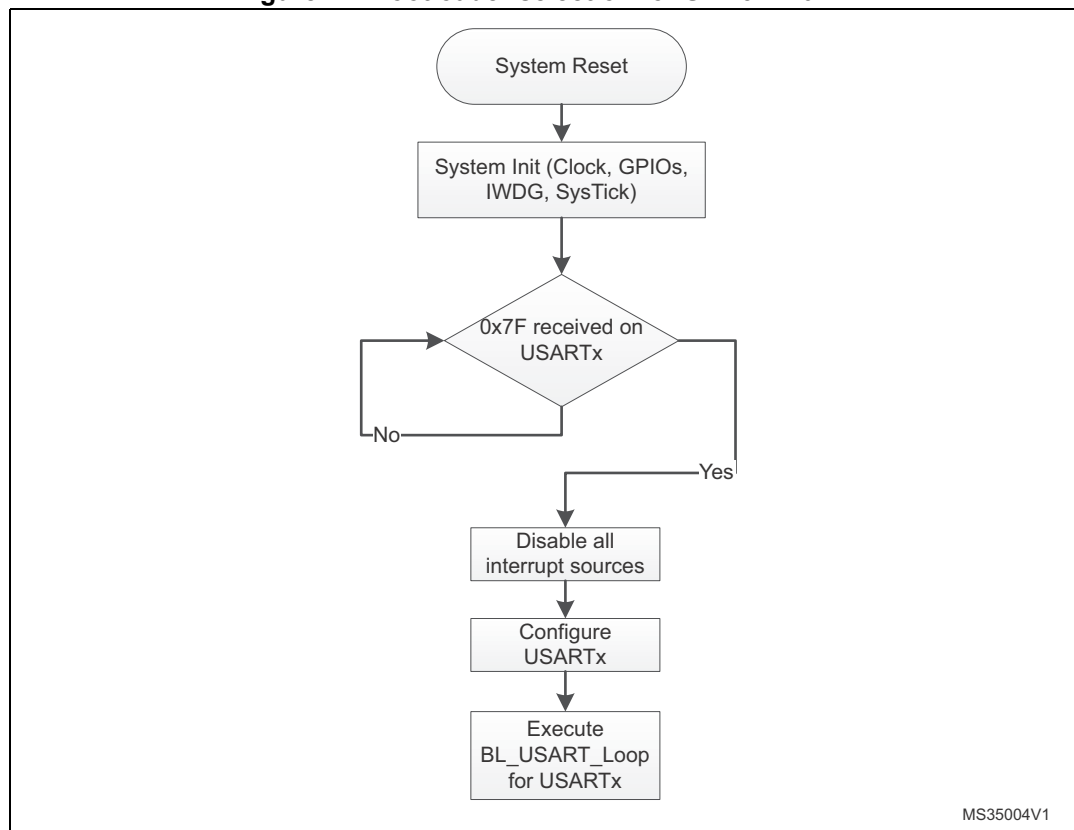 System Reset
System Init (Clock, GPIOs,
IWDG, SysTick)
0x7F received on
USARTx
No
Yes
Disable all
interrupt sources
Configure
USARTx
Execute
BL_USART_Loop
for USARTx
MS35004V1